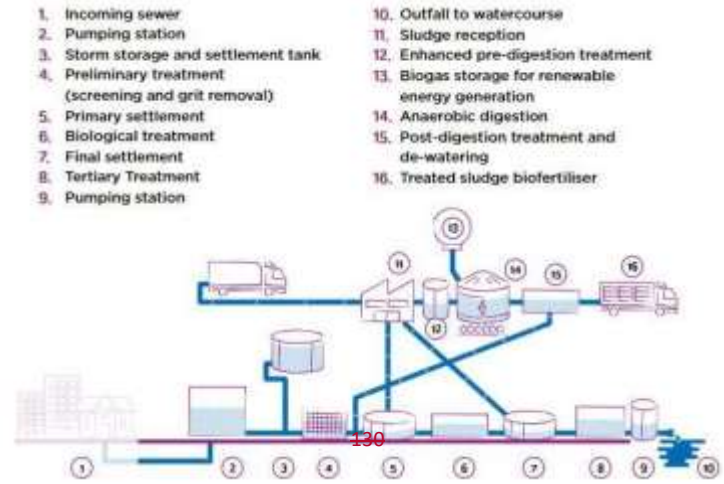 1. Incoming sewer
2. Pumping station
3. Storm storage and settlement tank
4. Preliminary treatment
(screening and grit removal)
5. Primary settlement
6. Biological treatment
7. Final settlement
8. Tertiary Treatment
9. Pumping station
10. Outfall to watercourse
11. Sludge reception
12. Enhanced pre-digestion treatment
13. Biogas storage for renewable
energy generation
14. Anaerobic digestion
15. Post-digestion treatment and
de-watering
16. Treated sludge biofertiliser
13
11
14
15
16
12
130
1
2
3
4
5
6
7
8
9
10